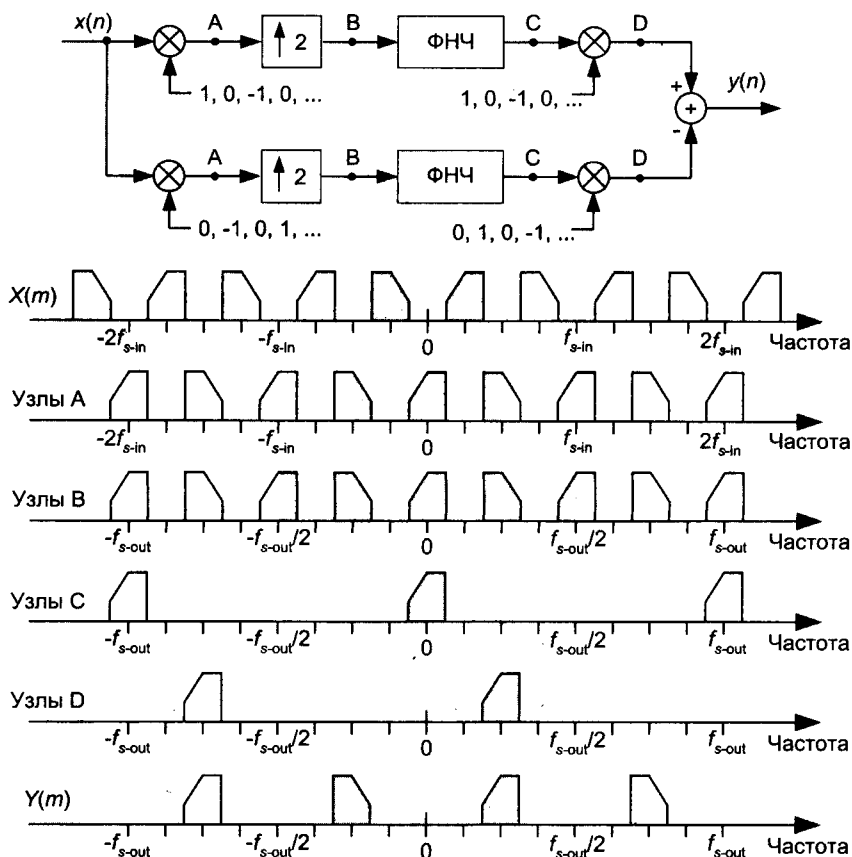 x(n) A ↑ 2 B ФНЧ C D
1, 0, -1, 0, ... 1, 0, -1, 0, ... + + y(n)
-
A ↑ 2 B ФНЧ C D
0, -1, 0, 1, ... 0, 1, 0, -1, ...
X(m)
-2fs-in -fs-in 0 fs-in 2fs-in Частота
Узлы A
-2fs-in -fs-in 0 fs-in 2fs-in Частота
Узлы B
-fs-out -fs-out/2 0 fs-out/2 fs-out Частота
Узлы C
-fs-out -fs-out/2 0 fs-out/2 fs-out Частота
Узлы D
-fs-out -fs-out/2 0 fs-out/2 fs-out Частота
Y(m)
-fs-out -fs-out/2 0 fs-out/2 fs-out Частота